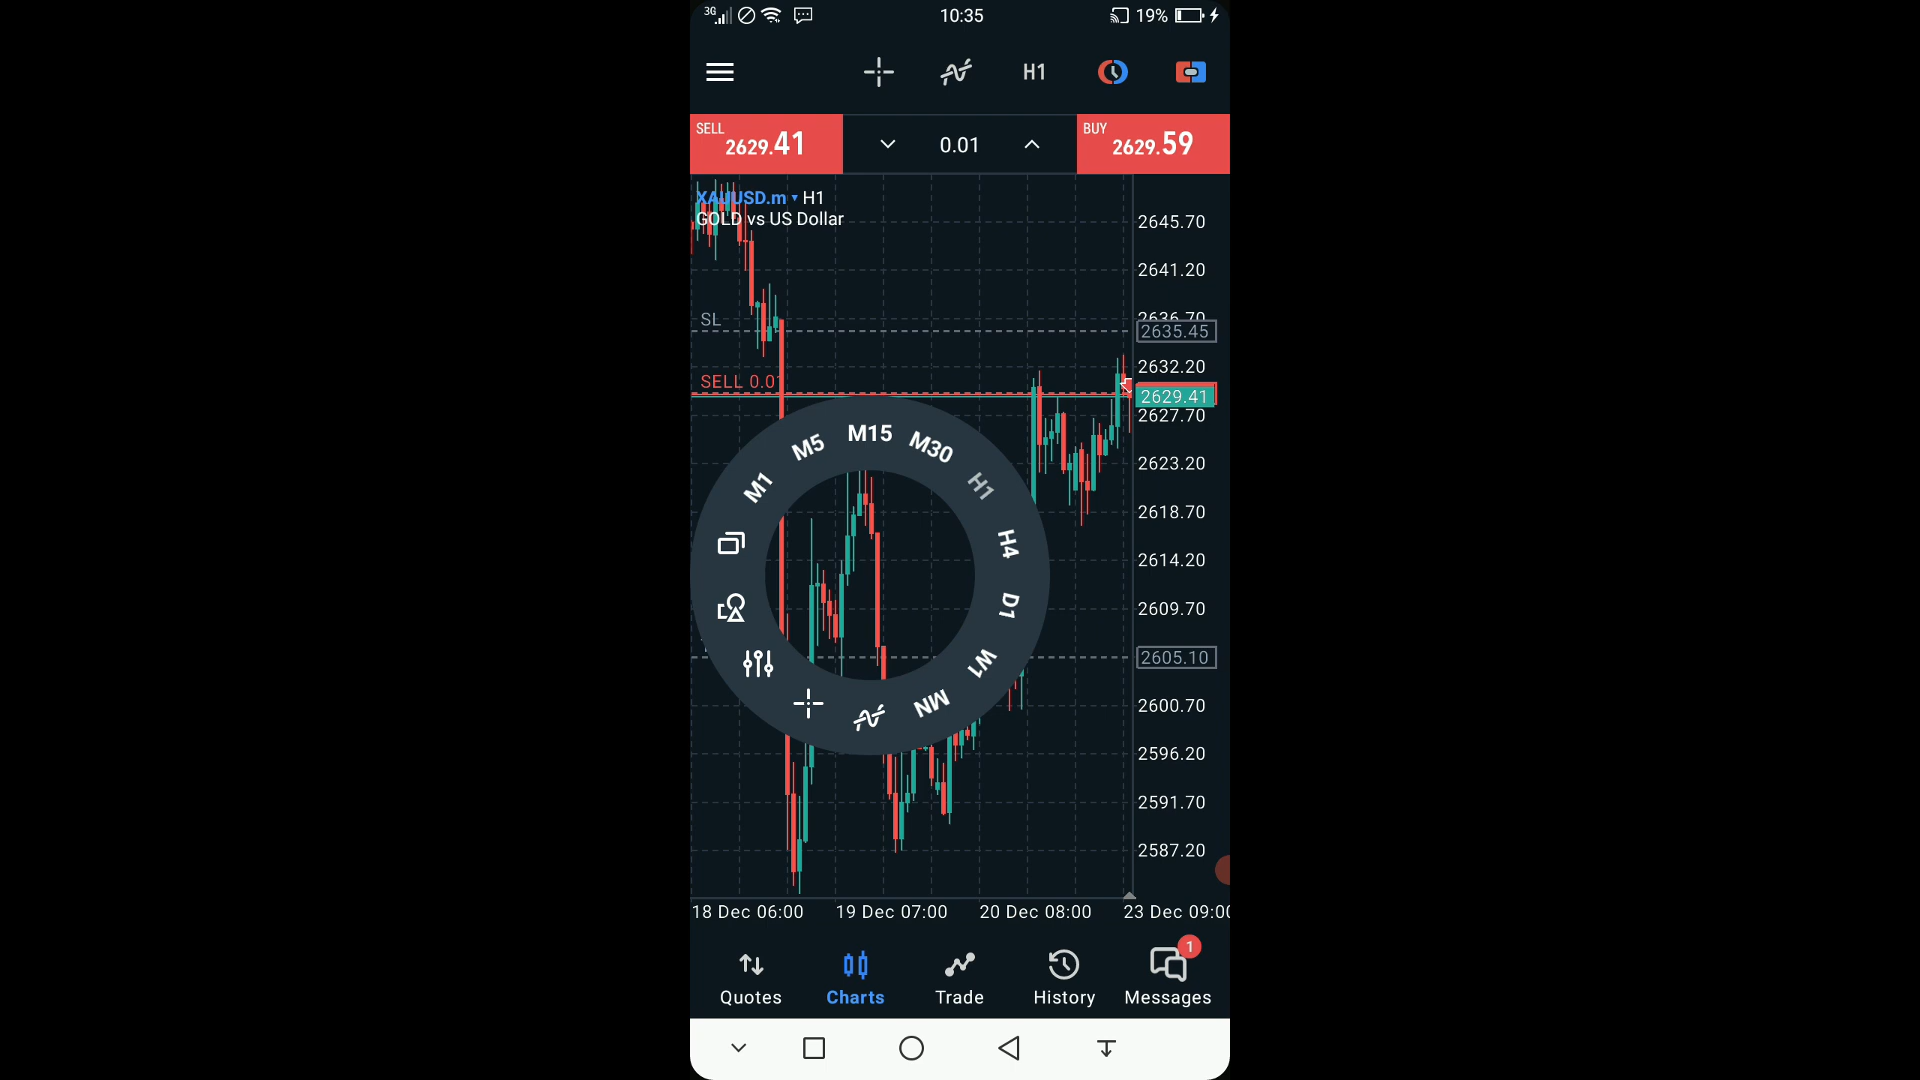 3G 10:35 19%
H1
SELL 2629.41 0.01 BUY 2629.59
XAUUSD.m H1
GOLD vs US Dollar
2645.70
2641.20
2636.70
SL 2635.45
2632.20
SELL 0.01
2629.41
2627.70
2623.20
2618.70
2614.20
2609.70
2605.10
2600.70
2596.20
2591.70
2587.20
M1 M5 M15 M30 H1 H4 D1 W1 MN
18 Dec 06:00 19 Dec 07:00 20 Dec 08:00 23 Dec 09:00
1
Quotes Charts Trade History Messages